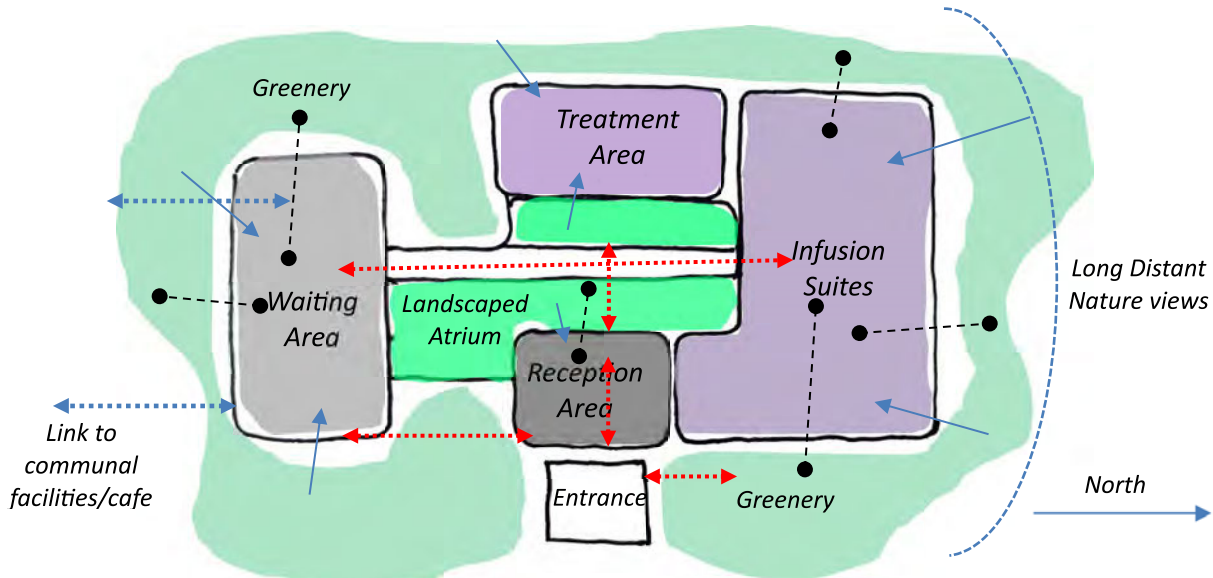 Greenery
Treatment
Area
Infusion
Suites
Long Distant
Nature views
Waiting
Area
Landscaped
Atrium
Reception
Area
Link to
communal
facilities/cafe
Entrance
Greenery
North